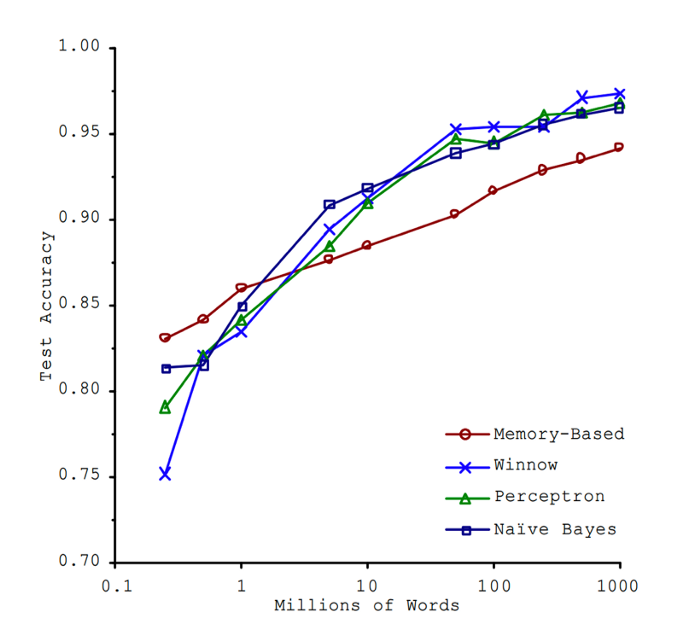 1.00
0.95
0.90
0.85
0.80
0.75
0.70
Test Accuracy
Memory-Based
Winnow
Perceptron
Naïve Bayes
0.1 1 10 100 1000
Millions of Words